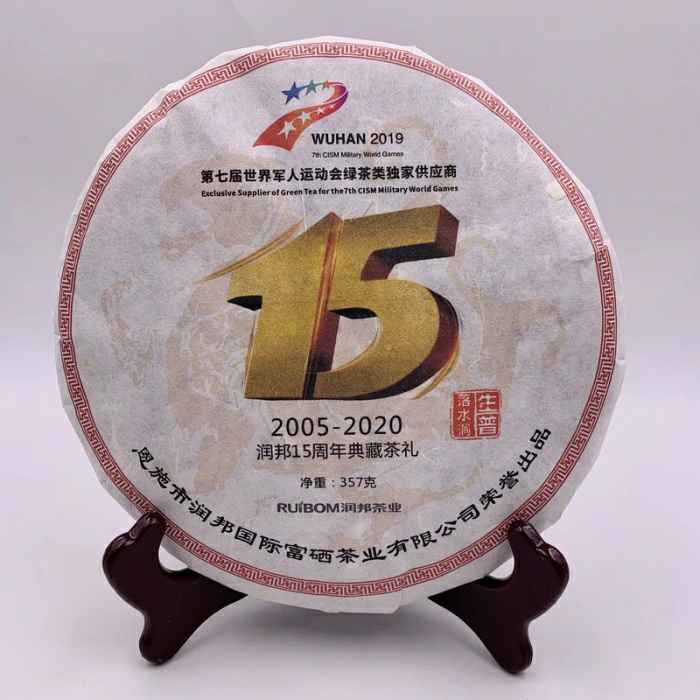 WUHAN 2019
7th CISM Military World Games
第七届世界军人运动会绿茶类独家供应商
Exclusive Supplier of Green Tea for the7th CISM Military World Games
15
2005-2020
润邦15周年典藏茶礼
净重：357克
RUIBOM润邦茶业
生普
落水洞
恩施市润邦国际富硒茶业有限公司荣誉出品